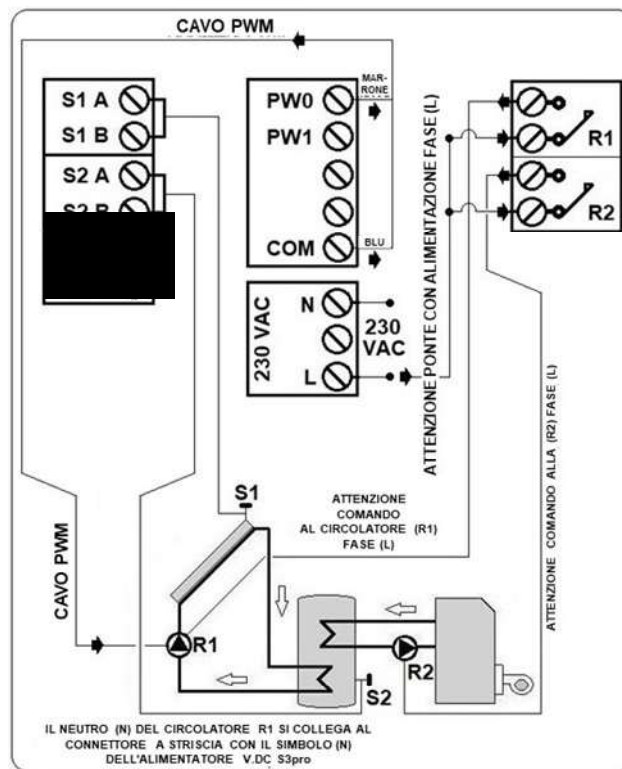 CAVO PWM
S1 A
S1 B
S2 A
S2 B
MAR-
RONE
PW0
PW1
COM
BLU
230 VAC
N
L
230
VAC
ATTENZIONE PONTE CON ALIMENTAZIONE FASE (L)
R1
R2
ATTENZIONE COMANDO ALLA (R2) FASE (L)
S1
ATTENZIONE
COMANDO
AL CIRCOLATORE (R1)
FASE (L)
CAVO PWM
R1
R2
S2
IL NEUTRO (N) DEL CIRCOLATORE R1 SI COLLEGA AL
CONNETTORE A STRISCIA CON IL SIMBOLO (N)
DELL'ALIMENTATORE V.DC S3pro